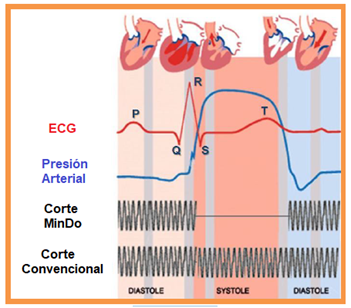 R
P
T
ECG
Q
S
Presión
Arterial
Corte
MinDo
Corte
Convencional
DIASTOLE
SYSTOLE
DIASTOLE